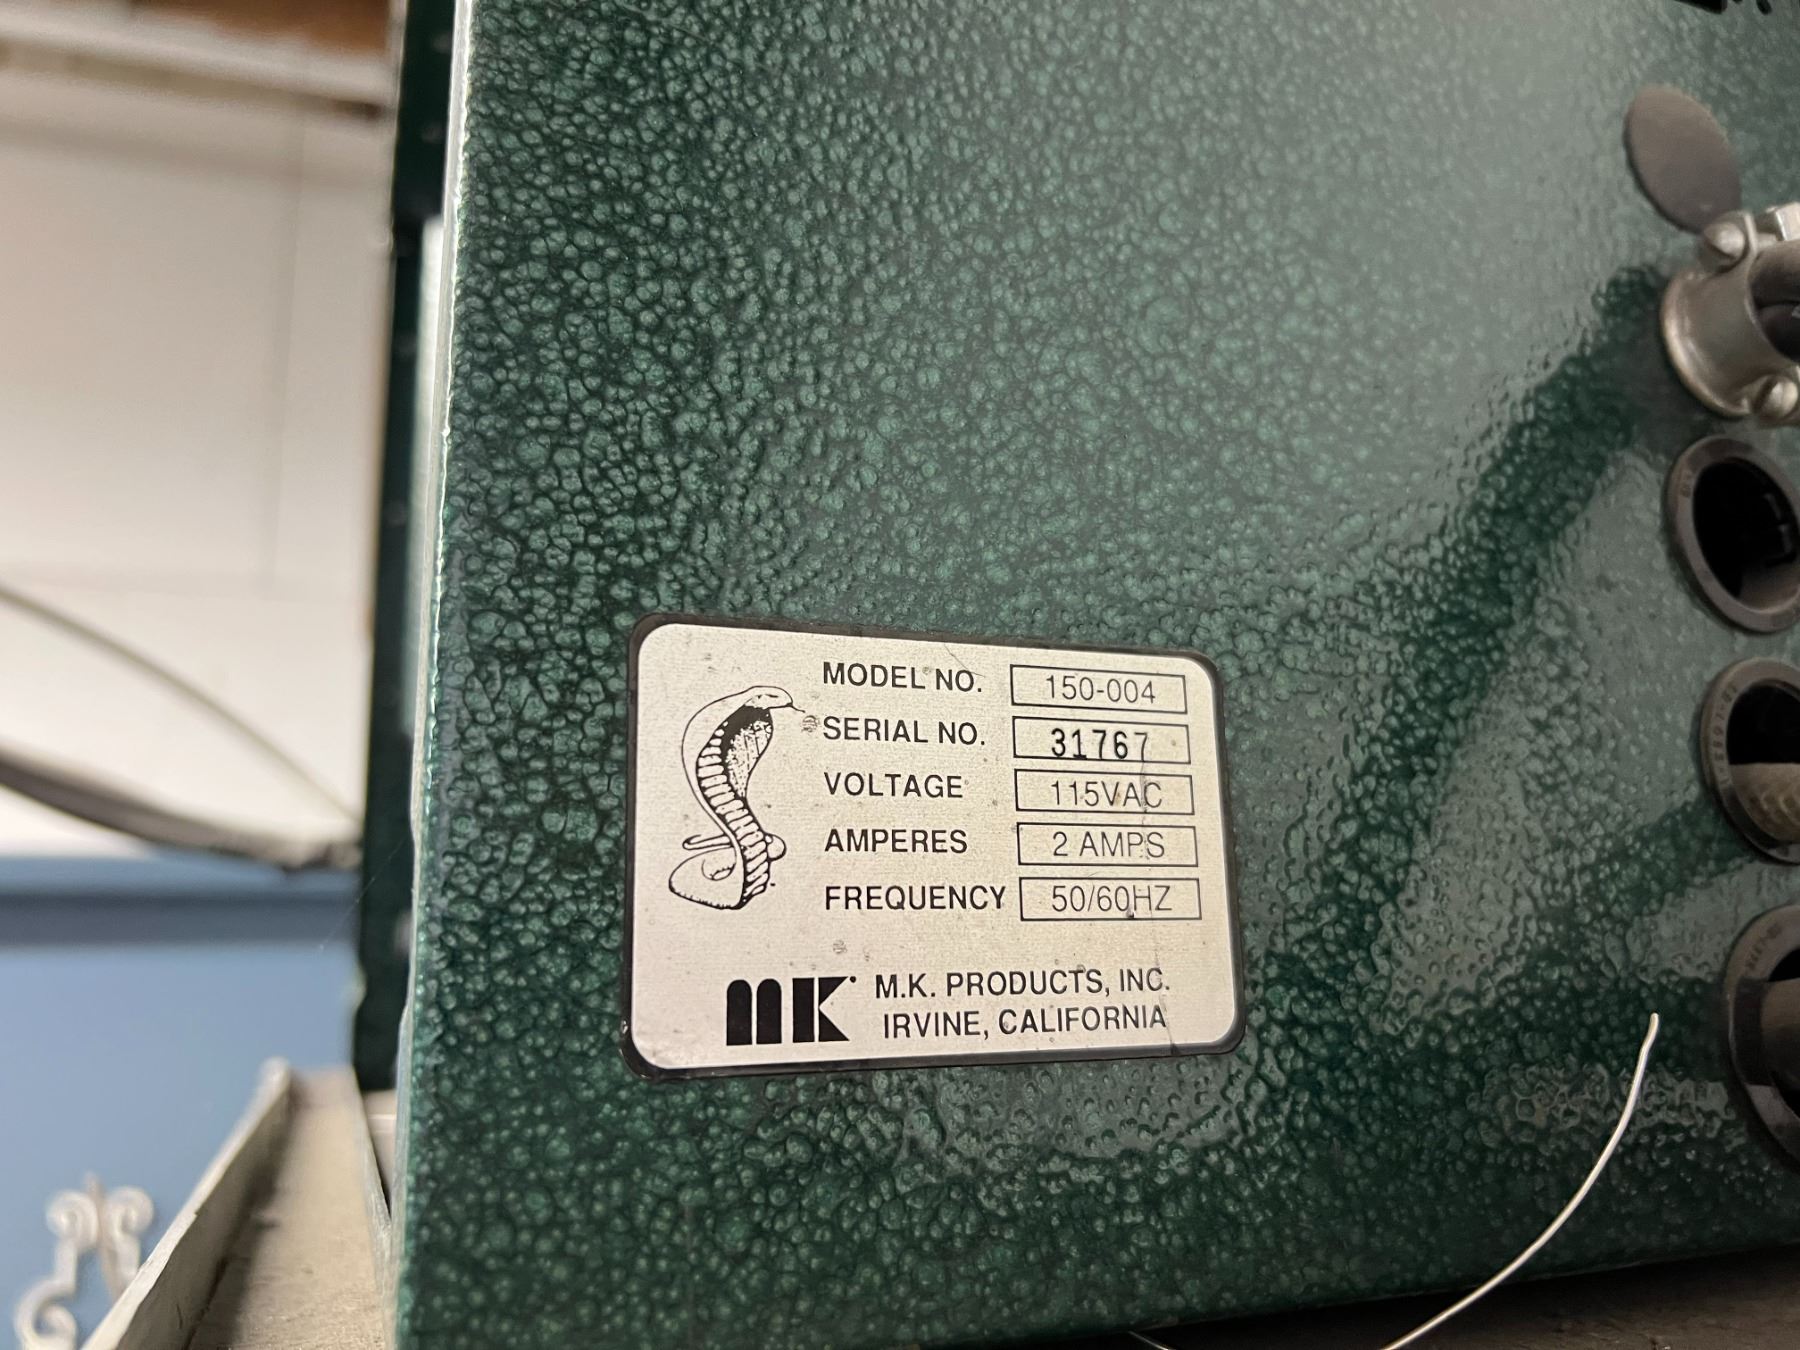 MODEL NO. 150-004
SERIAL NO. 31767
VOLTAGE 115VAC
AMPERES 2 AMPS
FREQUENCY 50/60HZ
MK M.K. PRODUCTS, INC.
IRVINE, CALIFORNIA